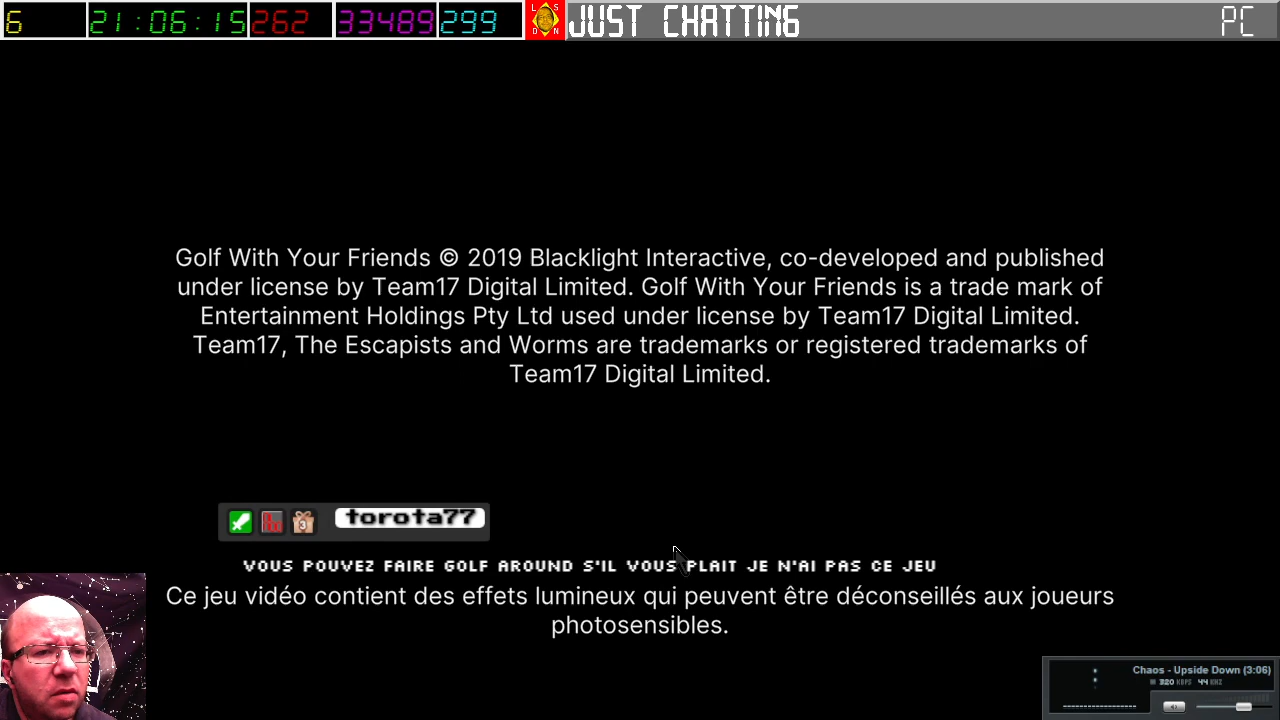 6 21:06:15 262 33489 299 JUST CHATTING PC
Golf With Your Friends © 2019 Blacklight Interactive, co-developed and published
under license by Team17 Digital Limited. Golf With Your Friends is a trade mark of
Entertainment Holdings Pty Ltd used under license by Team17 Digital Limited.
Team17, The Escapists and Worms are trademarks or registered trademarks of
Team17 Digital Limited.
3 torota77
VOUS POUVEZ FAIRE GOLF AROUND S'IL VOUS PLAIT JE N'AI PAS CE JEU
Ce jeu vidéo contient des effets lumineux qui peuvent être déconseillés aux joueurs
photosensibles.
Chaos - Upside Down (3:06)
320 KBPS 44 KHZ